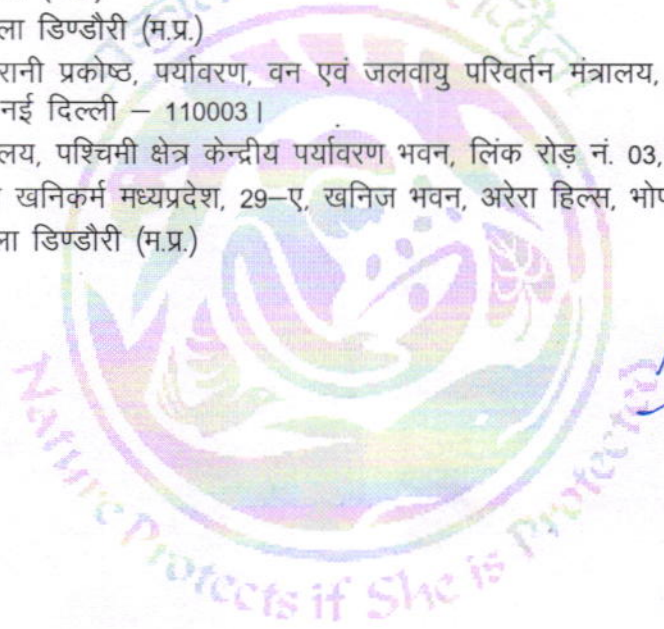 ला डिण्डौरी (म.प्र.)
रानी प्रकोष्ठ, पर्यावरण, वन एवं जलवायु परिवर्तन मंत्रालय,
नई दिल्ली – 110003।
लय, पश्चिमी क्षेत्र केन्द्रीय पर्यावरण भवन, लिंक रोड़ नं. 03,
खनिकर्म मध्यप्रदेश, 29–ए, खनिज भवन, अरेरा हिल्स,
ला डिण्डौरी (म.प्र.)
Nature Protects if She is Protected